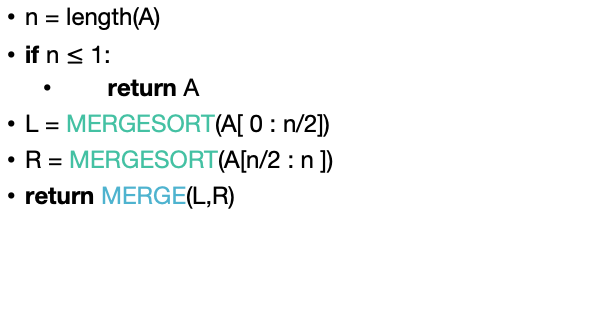 • n = length(A)
• if n ≤ 1:
• return A
• L = MERGESORT(A[ 0 : n/2])
• R = MERGESORT(A[n/2 : n ])
• return MERGE(L,R)